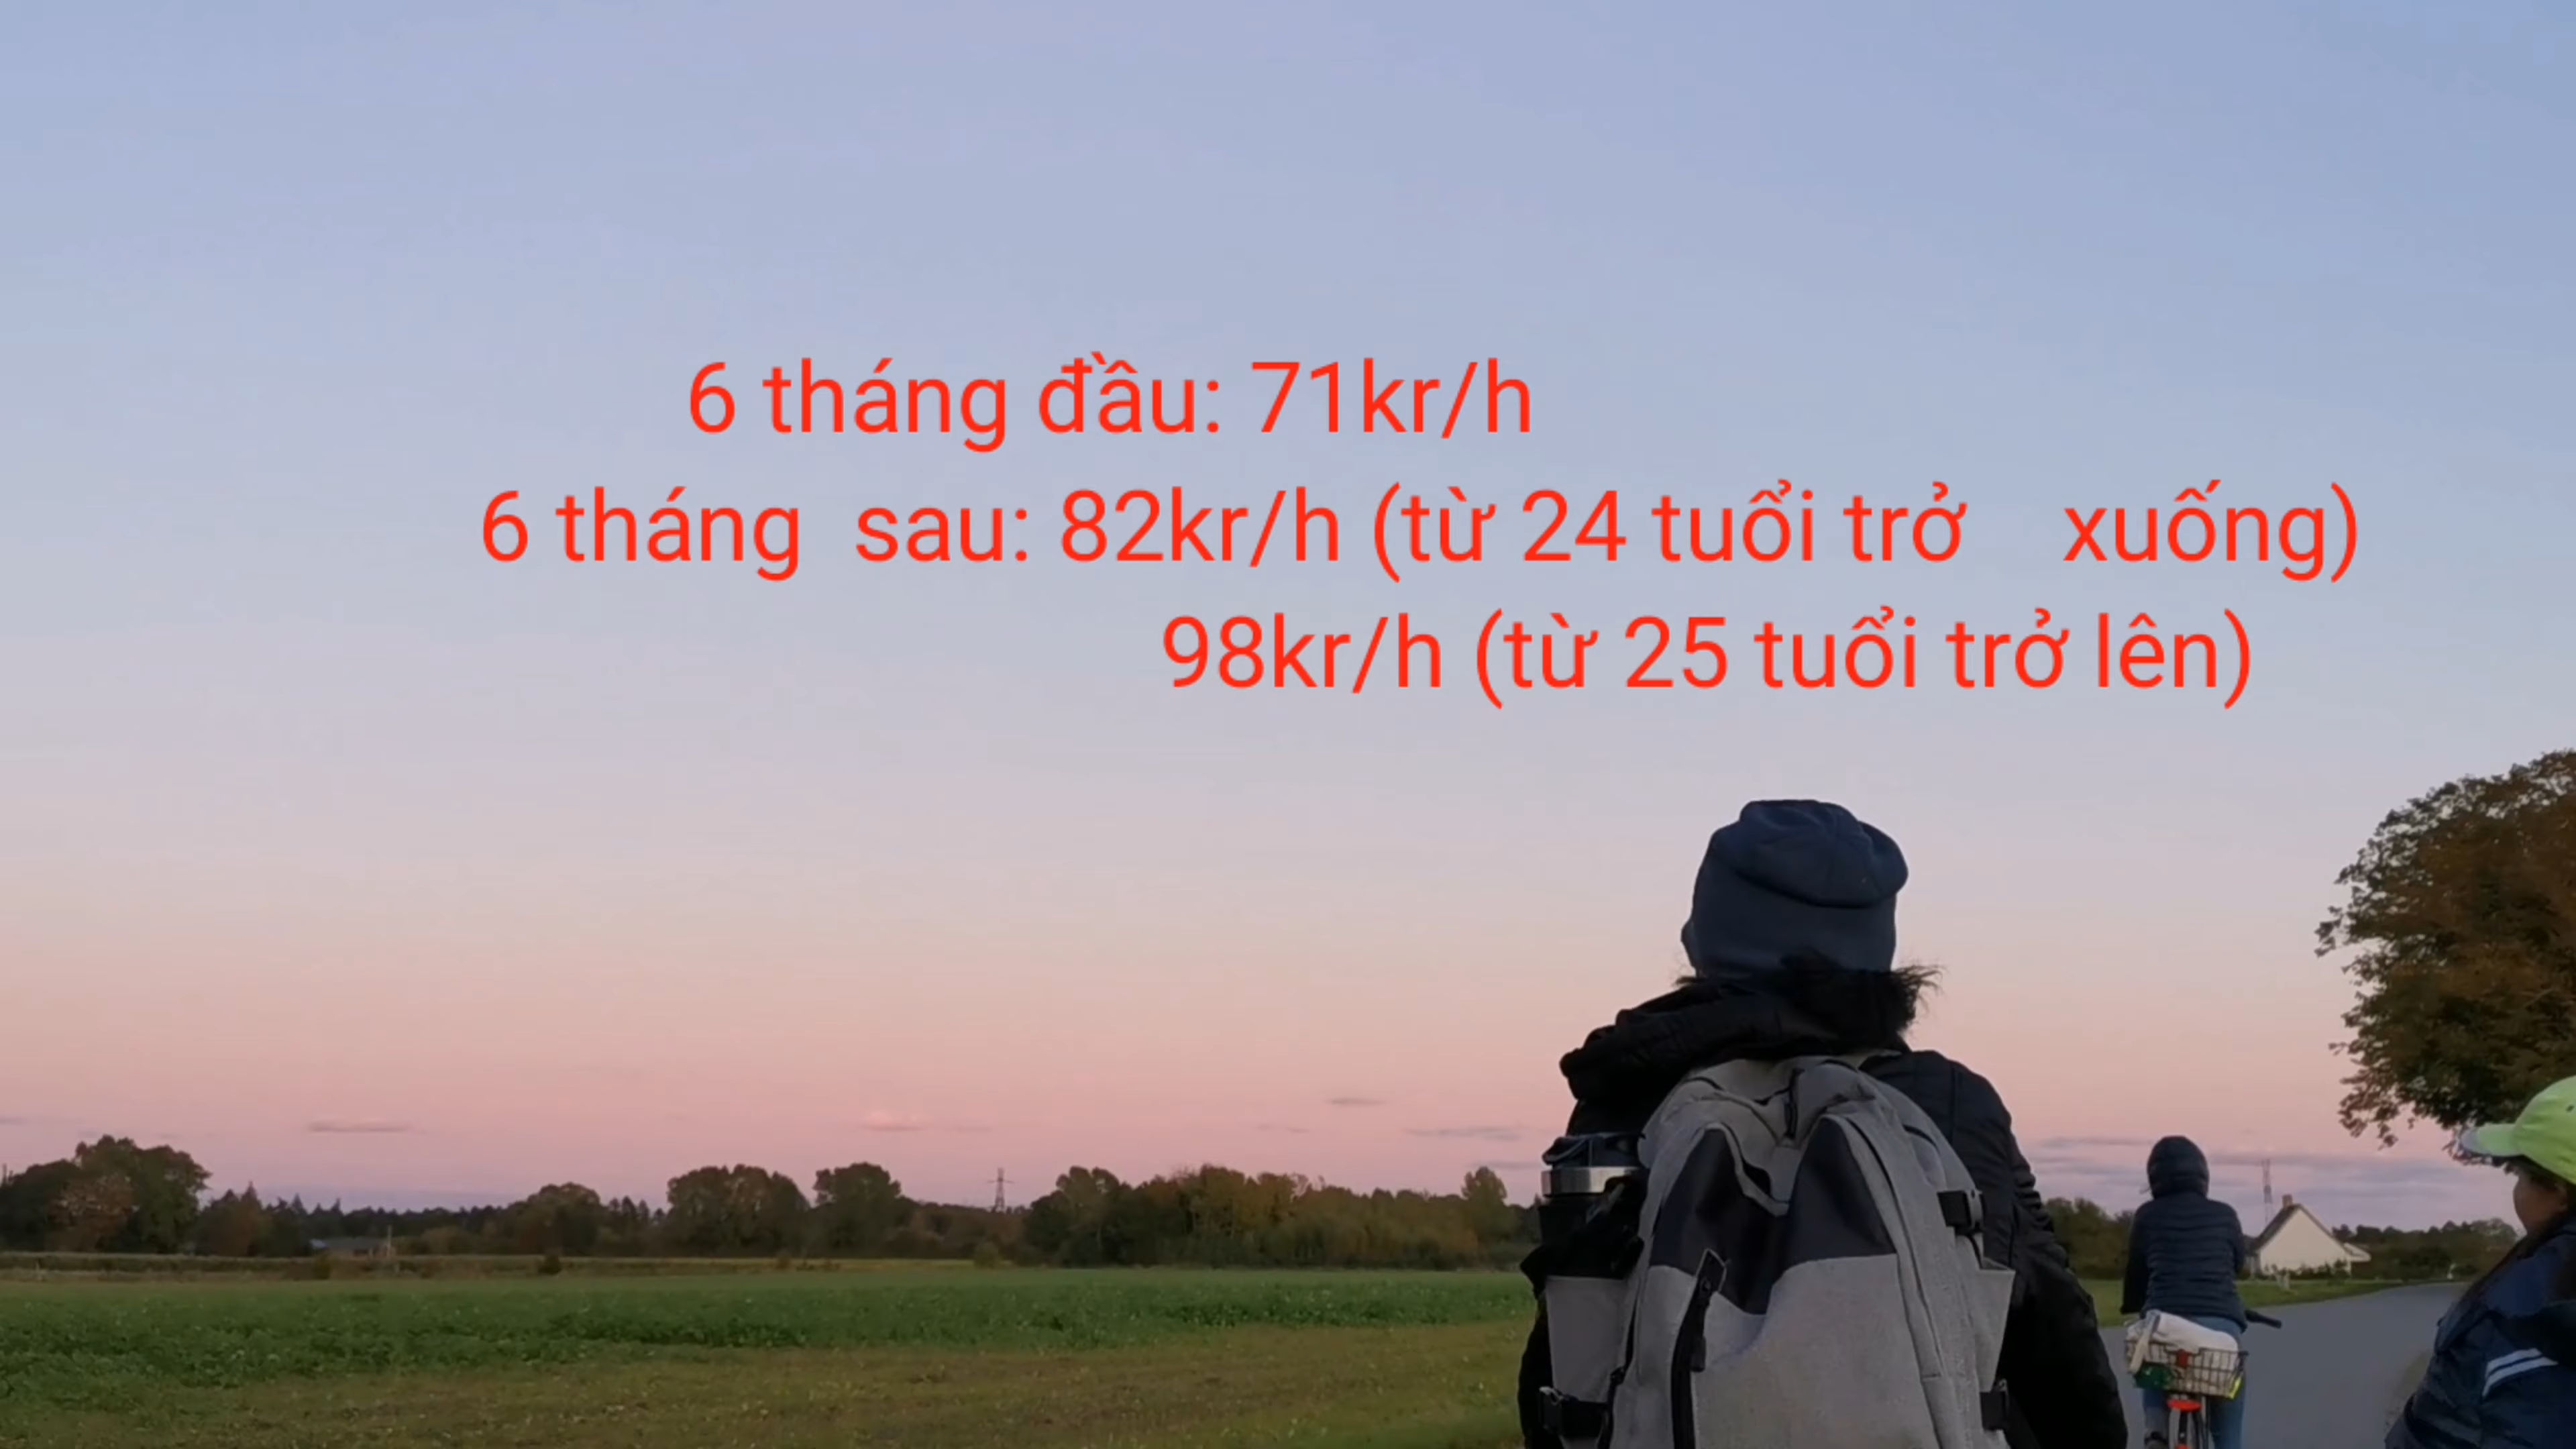 6 tháng đầu: 71kr/h
6 tháng sau: 82kr/h (từ 24 tuổi trở xuống)
98kr/h (từ 25 tuổi trở lên)